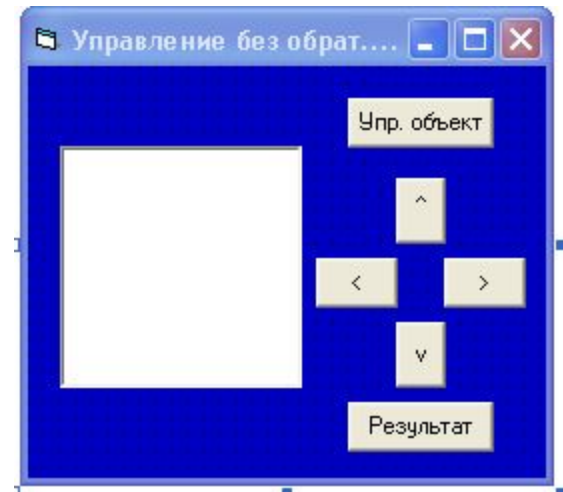 Управление без обрат....
Упр. объект
^
< >
v
Результат